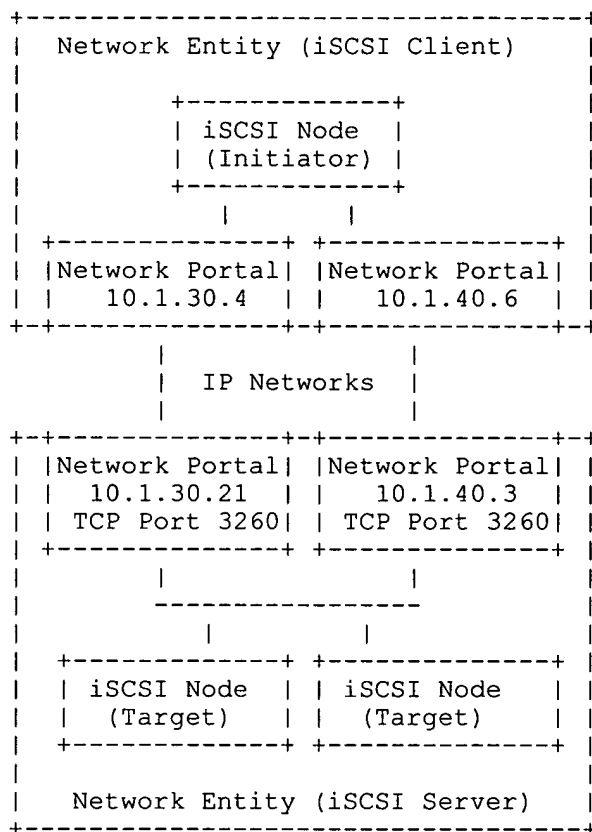 Network Entity (iSCSI Client)
iSCSI Node
(Initiator)
Network Portal Network Portal
10.1.30.4 10.1.40.6
IP Networks
Network Portal Network Portal
10.1.30.21 10.1.40.3
TCP Port 3260 TCP Port 3260
iSCSI Node iSCSI Node
(Target) (Target)
Network Entity (iSCSI Server)